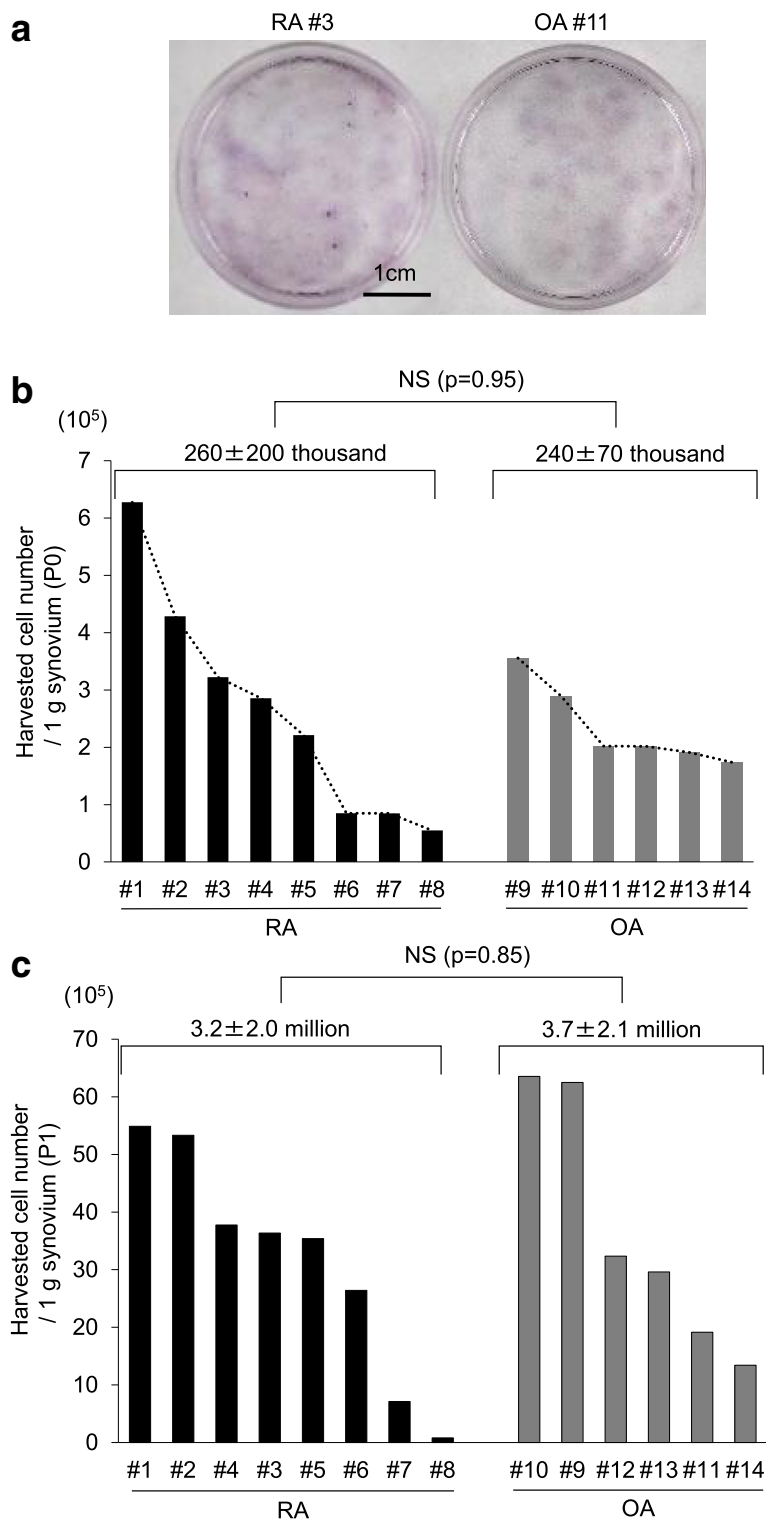 a
RA #3
OA #11
1cm
b
NS (p=0.95)
(10⁵)
260±200 thousand
240±70 thousand
7
6
5
4
3
2
1
0
Harvested cell number
/ 1 g synovium (P0)
#1 #2 #3 #4 #5 #6 #7 #8
#9 #10 #11 #12 #13 #14
RA
OA
c
NS (p=0.85)
(10⁵)
3.2±2.0 million
3.7±2.1 million
70
60
50
40
30
20
10
0
Harvested cell number
/ 1 g synovium (P1)
#1 #2 #4 #3 #5 #6 #7 #8
#10 #9 #12 #13 #11 #14
RA
OA